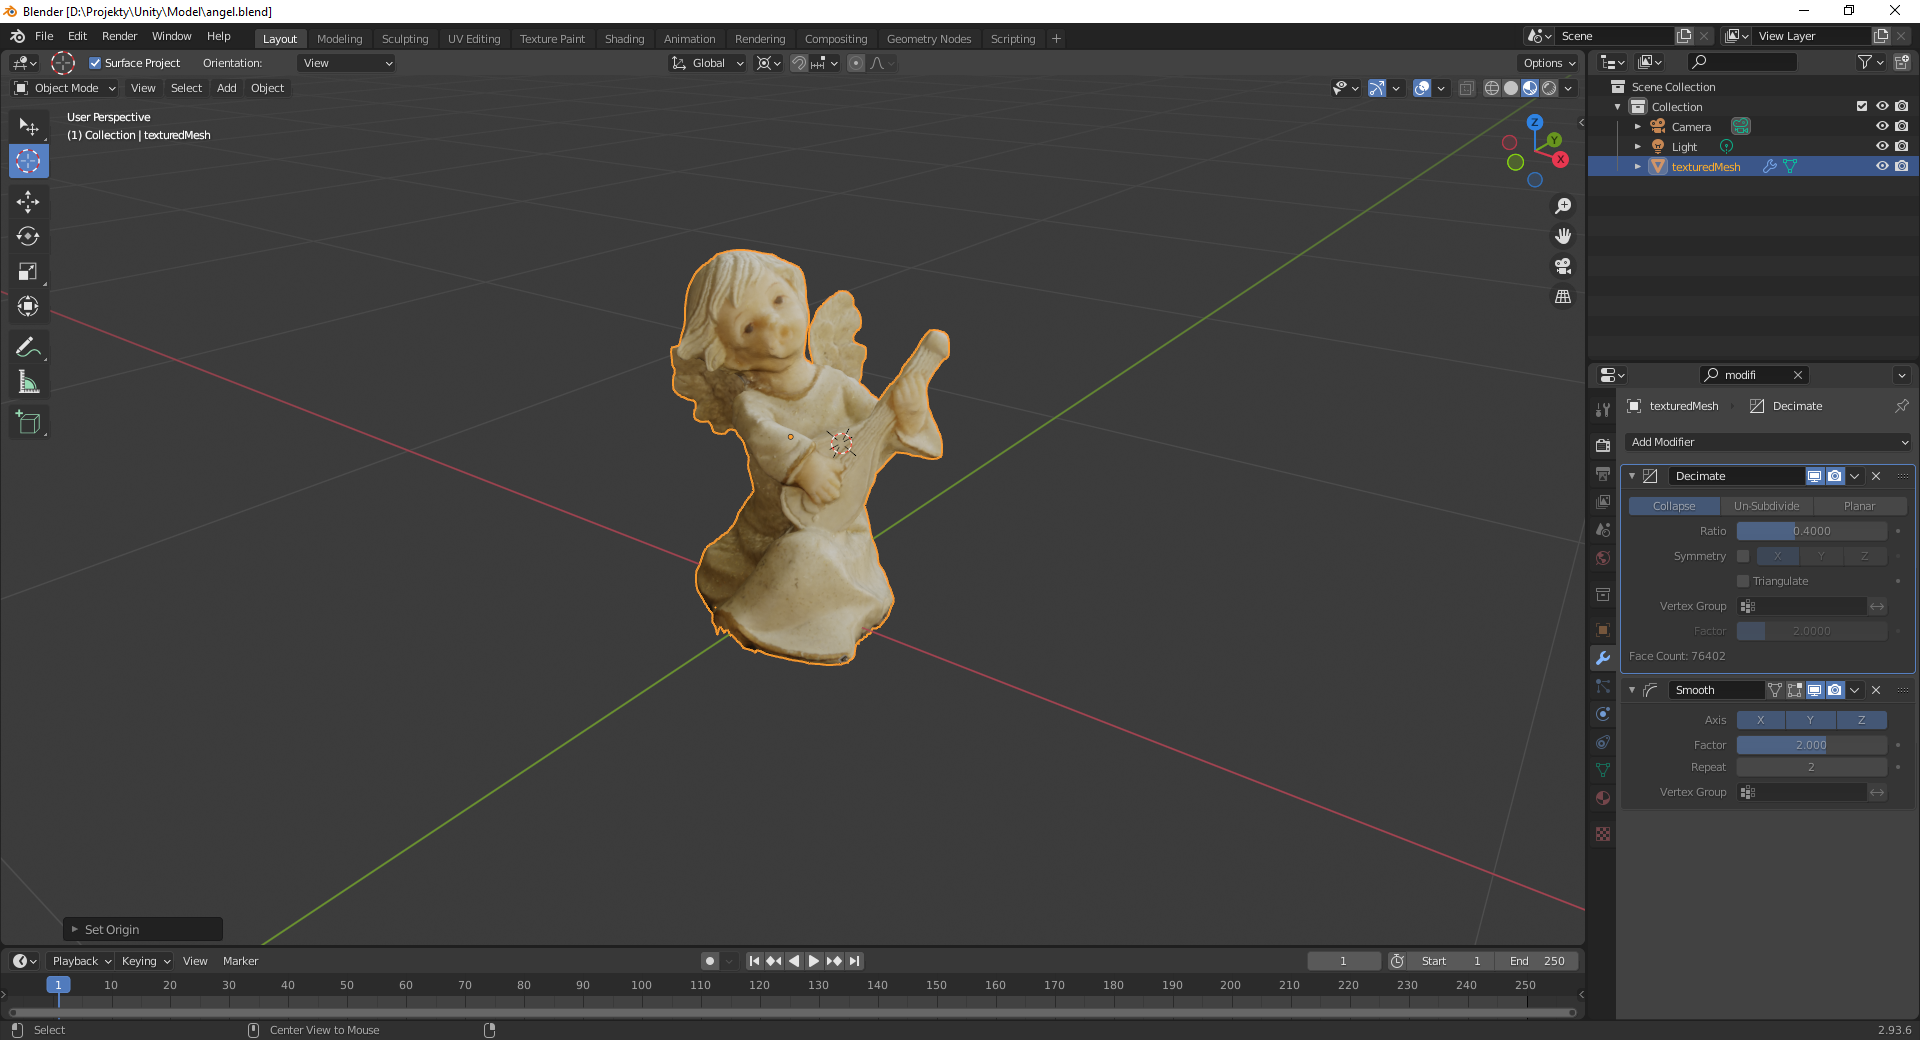 Blender [D:\Projekty\Unity\Model\angel.blend]
File Edit Render Window Help Layout Modeling Sculpting UV Editing Texture Paint Shading Animation Rendering Compositing Geometry Nodes Scripting + Scene View Layer
Surface Project Orientation: View Global Options
Object Mode View Select Add Object
User Perspective
(1) Collection | texturedMesh
Z
Y
X
Scene Collection
Collection
Camera
Light
texturedMesh
modifi
texturedMesh Decimate
Add Modifier
Decimate
Collapse Un-Subdivide Planar
Ratio 0.4000
Symmetry X Y Z
Triangulate
Vertex Group
Factor 2.0000
Face Count: 76402
Smooth
Axis X Y Z
Factor 2.000
Repeat 2
Vertex Group
Set Origin
Playback Keying View Marker 1 Start 1 End 250
1 10 20 30 40 50 60 70 80 90 100 110 120 130 140 150 160 170 180 190 200 210 220 230 240 250
Select Center View to Mouse 2.93.6